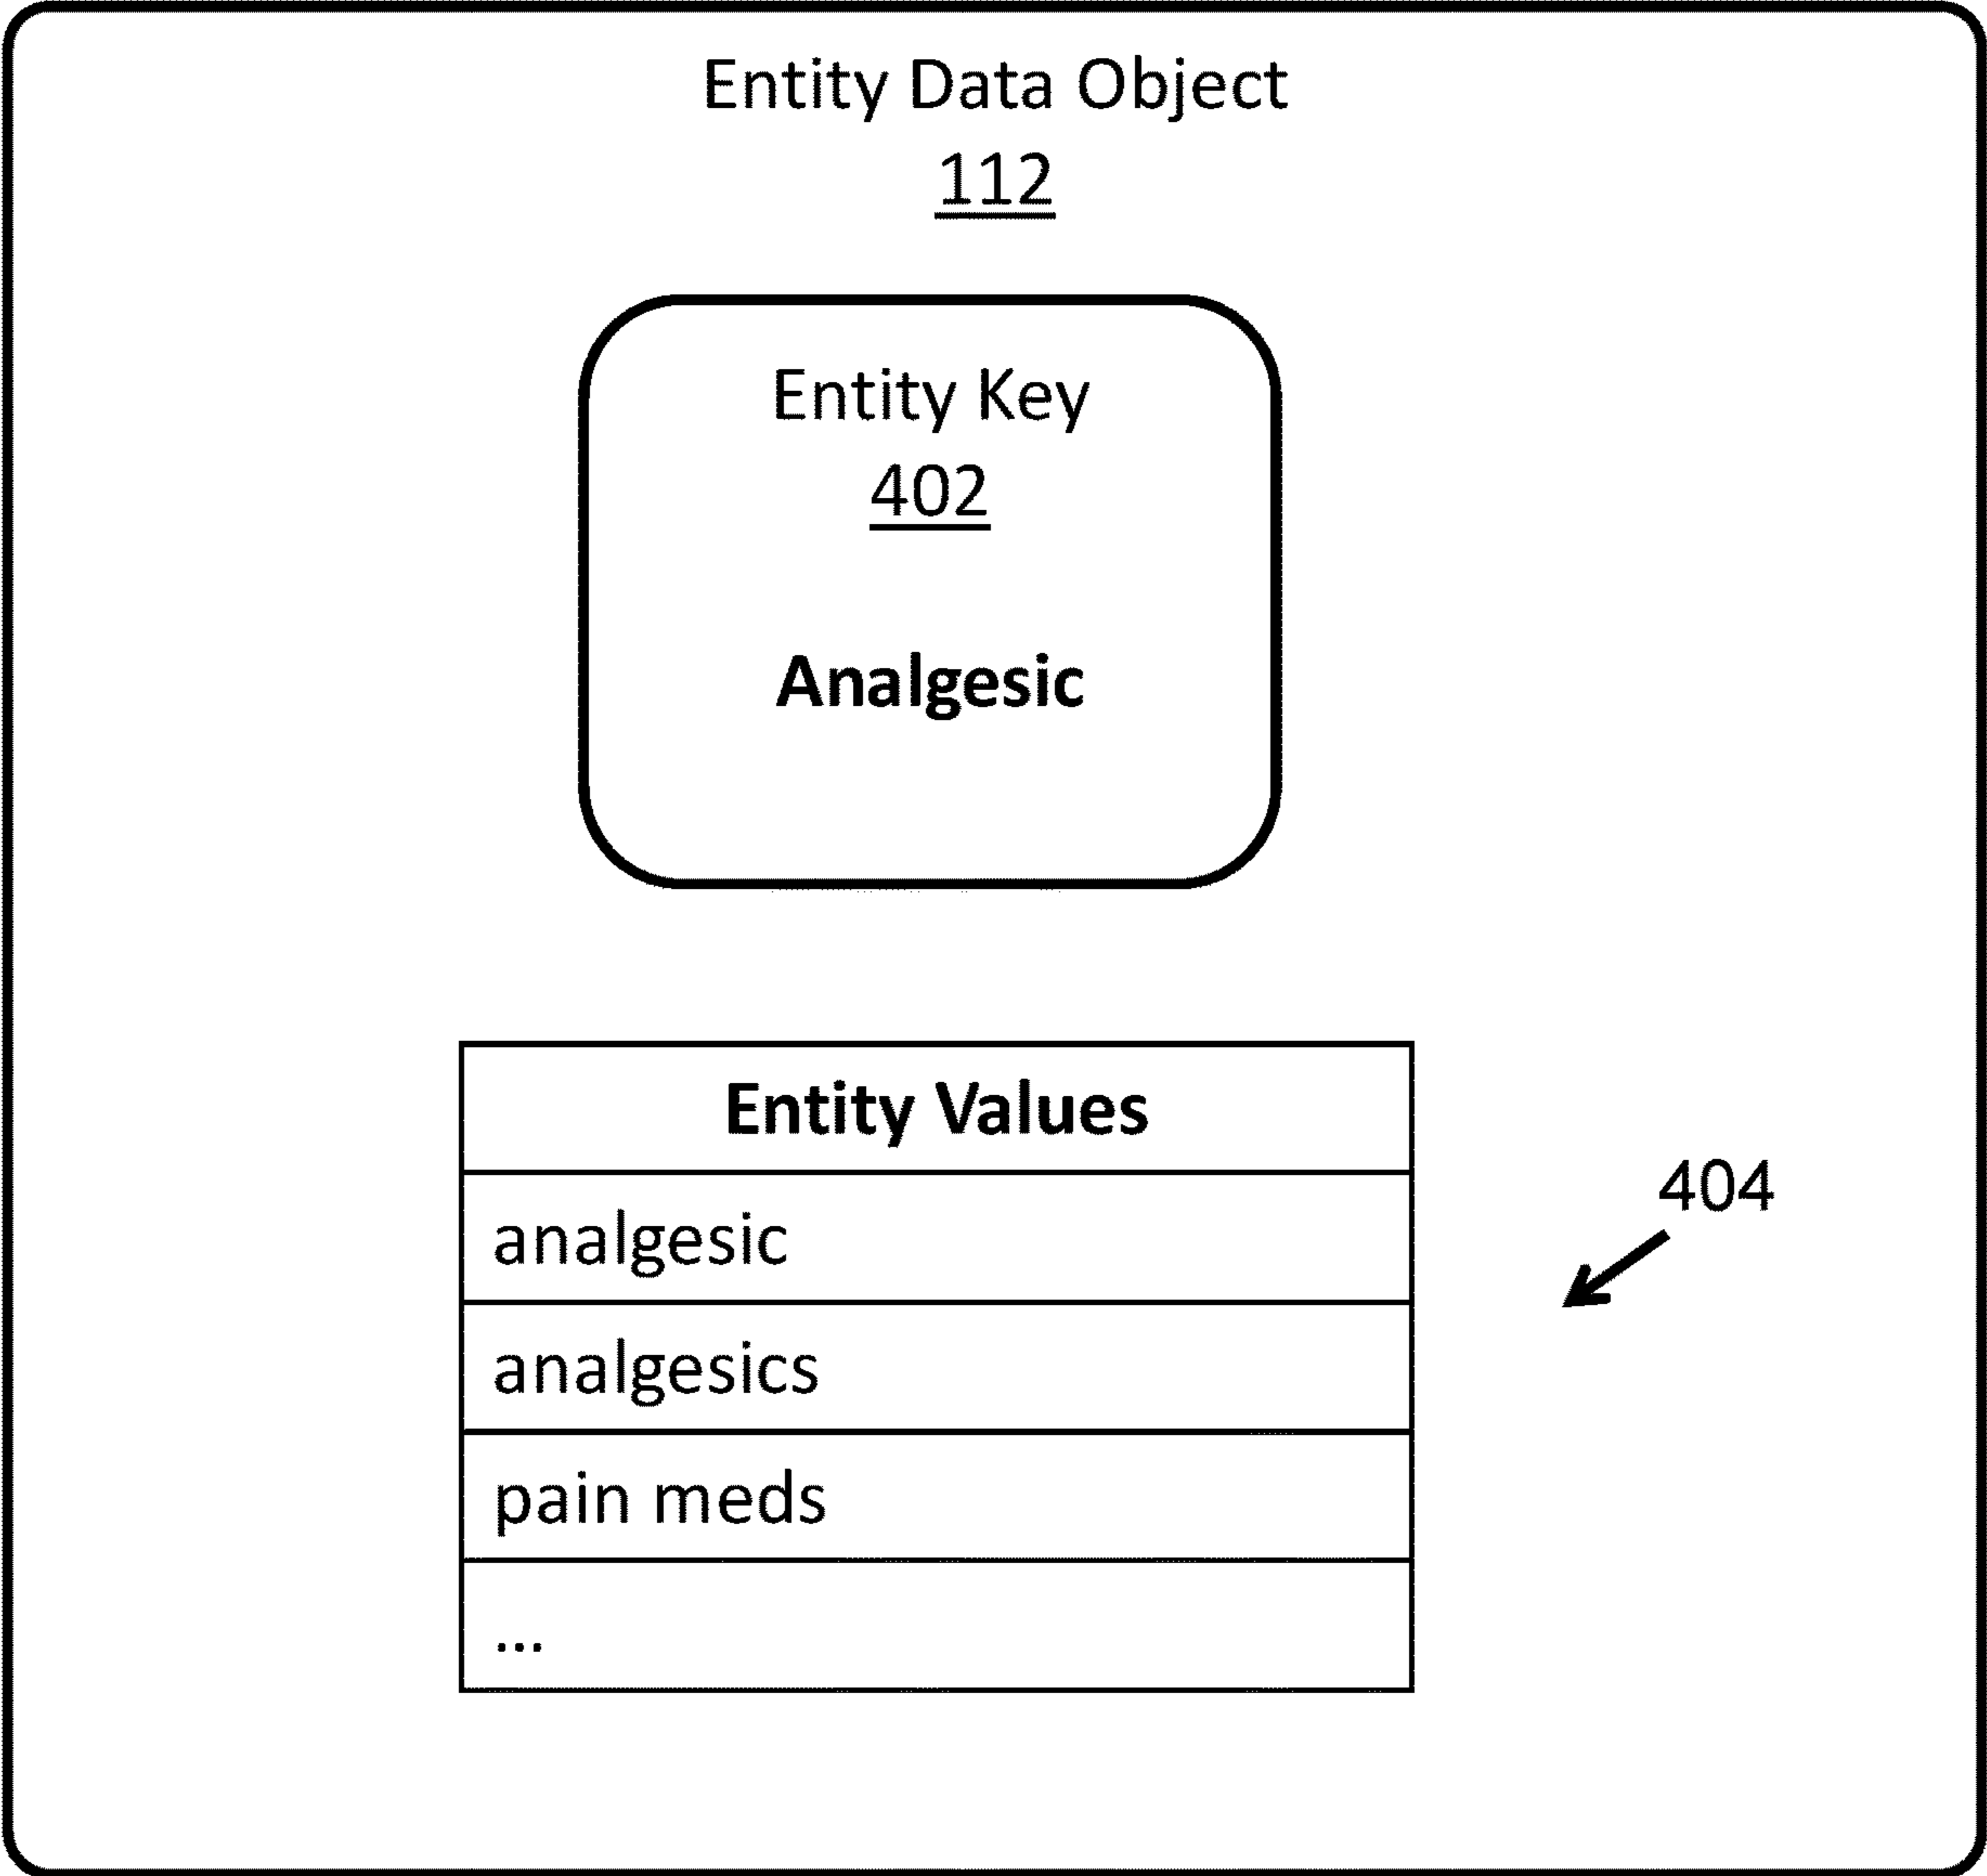 Entity Data Object
112
Entity Key
402
Analgesic
Entity Values
404
analgesic
analgesics
pain meds
...